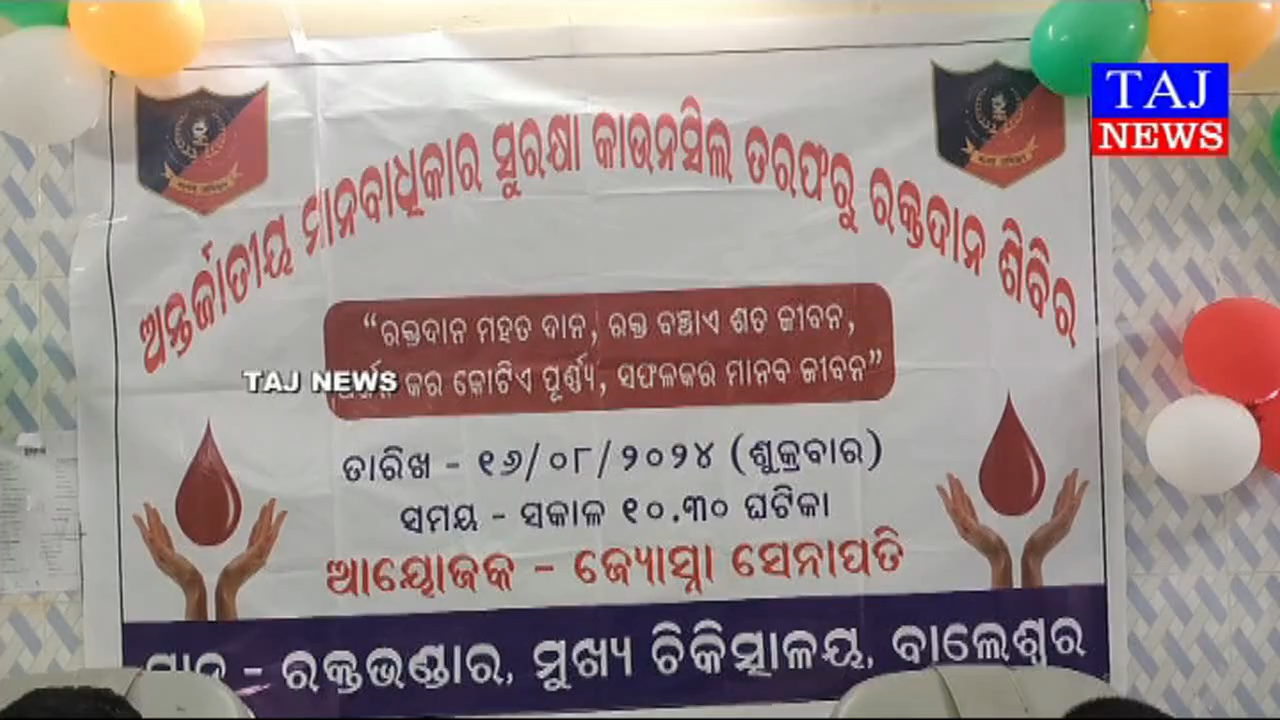 TAJ
NEWS
ଅନ୍ତର୍ଜାତୀୟ ମାନବାଧିକାର ସୁରକ୍ଷା କାଉନସ୍ସିଲ ତରଫରୁ ରକ୍ତଦାନ ଶିବିର
“ରକ୍ତଦାନ ମହତ ଦାନ, ରକ୍ତ ବଞ୍ଚାଏ ଶତ ଜୀବନ,
କର କୋଟିଏ ପୂର୍ଣ୍ଣ୍ୟ, ସଫଳକର ମାନବ ଜୀବନ”
TAJ NEWS
ତାରିଖ - ୧୬/୦୮/୨୦୨୪ (ଶୁକ୍ରବାର)
ସମୟ - ସକାଳ ୧୦.୩୦ ଘଟିକା
ଆୟୋଜକ - ଜ୍ୟୋସ୍ନା ସେନାପତି
- ରକ୍ତଭଣ୍ଡାର, ମୁଖ୍ୟ ଚିକିତ୍ସାଳୟ, ବାଲେଶ୍ୱର